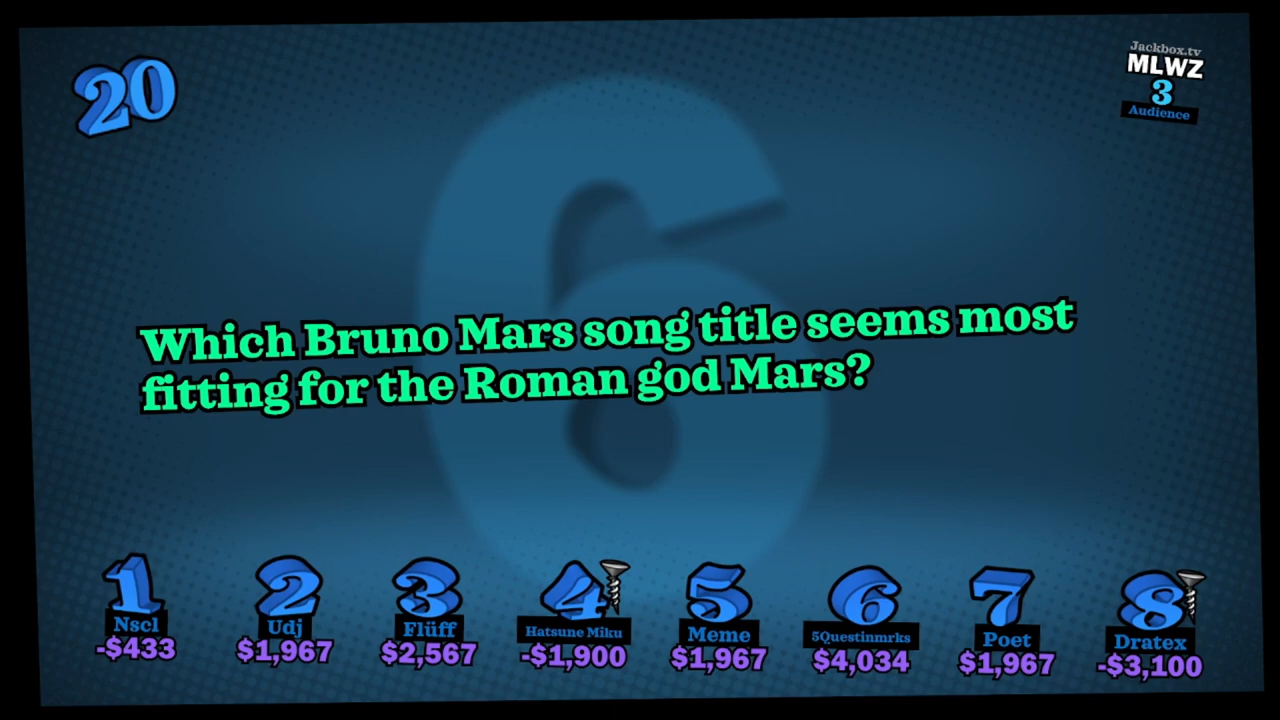 20
Jackbox.tv
MLWZ
3
Audience
6
Which Bruno Mars song title seems most
fitting for the Roman god Mars?
1 2 3 4 5 6 7 8
Nscl Udj Flüff Hatsune Miku Meme 5Questinmrks Poet Dratex
-$433 $1,967 $2,567 -$1,900 $1,967 $4,034 $1,967 -$3,100